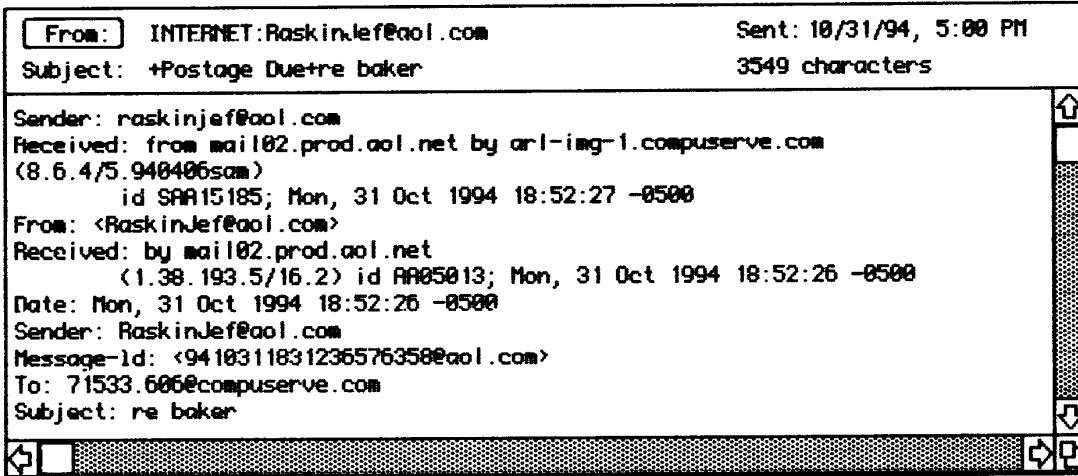 From: INTERNET:RaskinJef@aol.com Sent: 10/31/94, 5:00 PM
Subject: +Postage Due+re baker 3549 characters
Sender: raskinjef@aol.com
Received: from mail02.prod.aol.net by arl-img-1.compuserve.com
(8.6.4/5.940406sam)
id SAA15185; Mon, 31 Oct 1994 18:52:27 -0500
From: <RaskinJef@aol.com>
Received: by mail02.prod.aol.net
(1.38.193.5/16.2) id AA05013; Mon, 31 Oct 1994 18:52:26 -0500
Date: Mon, 31 Oct 1994 18:52:26 -0500
Sender: RaskinJef@aol.com
Message-Id: <9410311831236576358@aol.com>
To: 71533.606@compuserve.com
Subject: re baker